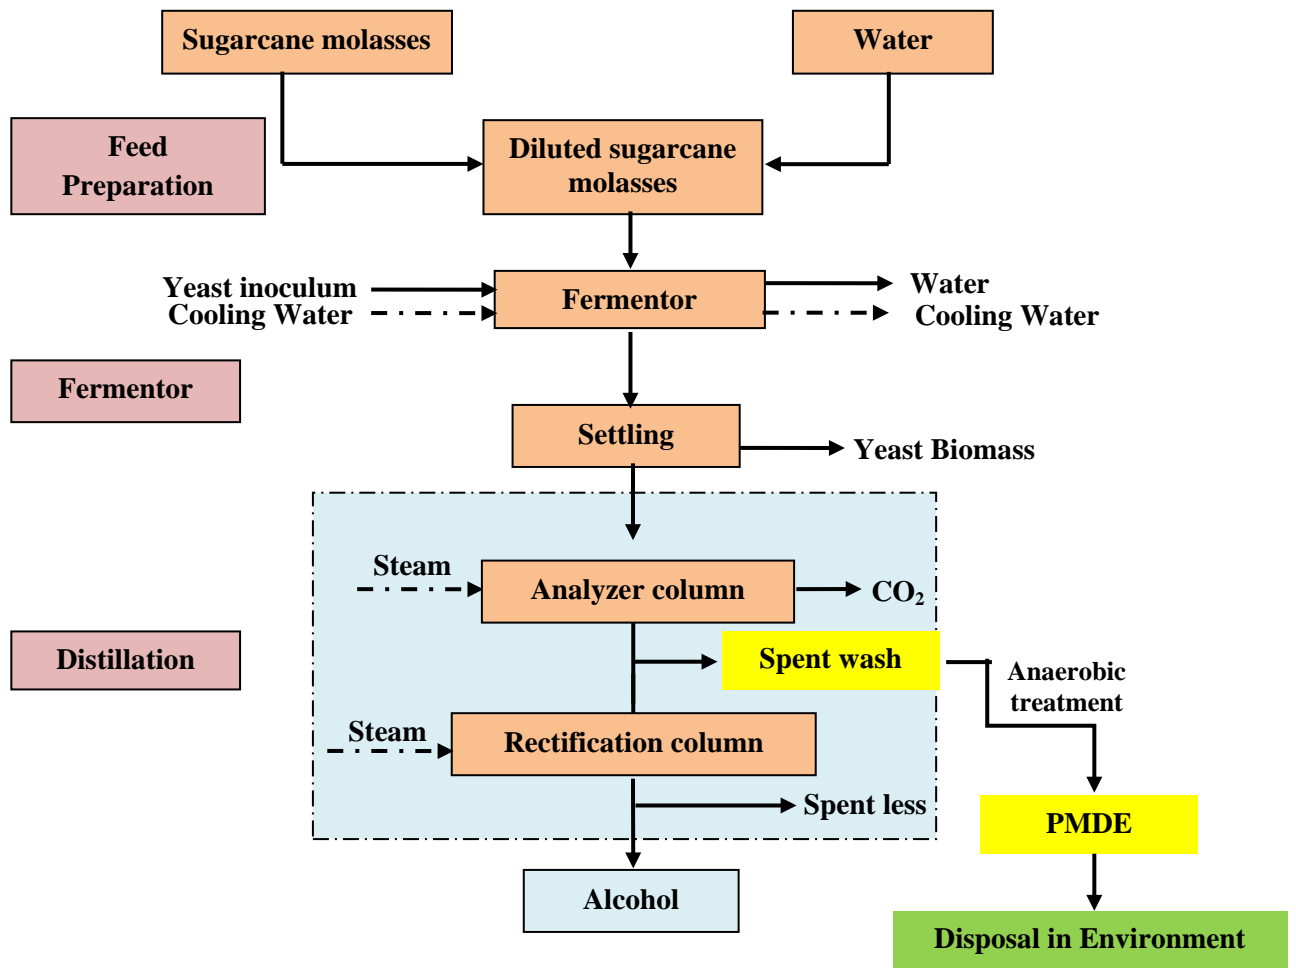 Sugarcane molasses
Water
Feed
Preparation
Diluted sugarcane
molasses
Yeast inoculum
Cooling Water
Fermentor
Water
Cooling Water
Fermentor
Settling
Yeast Biomass
Steam
Analyzer column
CO₂
Distillation
Spent wash
Anaerobic
treatment
Steam
Rectification column
Spent less
PMDE
Alcohol
Disposal in Environment